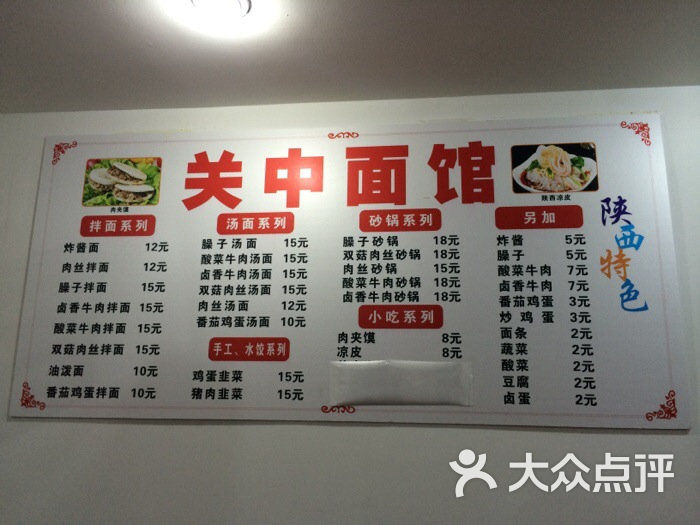 关中面馆
肉夹馍
陕西凉皮
陕西特色
拌面系列
炸酱面 12元
肉丝拌面 12元
臊子拌面 15元
卤香牛肉拌面 15元
酸菜牛肉拌面 15元
双菇肉丝拌面 15元
油泼面 10元
番茄鸡蛋拌面 10元
汤面系列
臊子汤面 15元
酸菜牛肉汤面 15元
卤香牛肉汤面 15元
双菇肉丝汤面 15元
肉丝汤面 12元
番茄鸡蛋汤面 10元
手工、水饺系列
鸡蛋韭菜 15元
猪肉韭菜 15元
砂锅系列
臊子砂锅 18元
双菇肉丝砂锅 18元
肉丝砂锅 15元
酸菜牛肉砂锅 18元
卤香牛肉砂锅 18元
小吃系列
肉夹馍 8元
凉皮 8元
另加
炸酱 5元
臊子 5元
酸菜牛肉 7元
卤香牛肉 7元
番茄鸡蛋 3元
炒鸡蛋 3元
面条 2元
蔬菜 2元
酸菜 2元
豆腐 2元
卤蛋 2元
大众点评